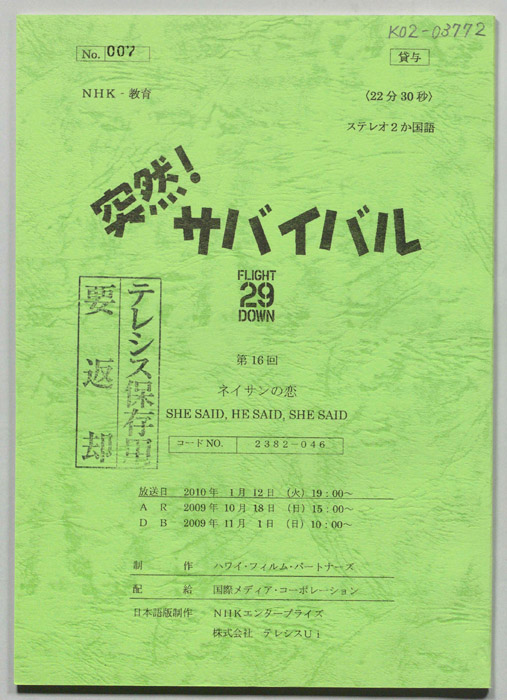 K02-03772
No. 007
貸与
NHK - 教育
〈22分30秒〉
ステレオ2か国語
突然!
サバイバル
FLIGHT
29
DOWN
テレシス保存用
要返却
第16回
ネイサンの恋
SHE SAID, HE SAID, SHE SAID
コードNO. 2382-046
放送日 2010年 1月12日 (火) 19:00~
A R 2009年10月18日 (日) 15:00~
D B 2009年11月 1日 (日) 10:00~
制 作 ハワイ・フィルム・パートナーズ
配 給 国際メディア・コーポレーション
日本語版制作 NHKエンタープライズ
株式会社 テレシスUi